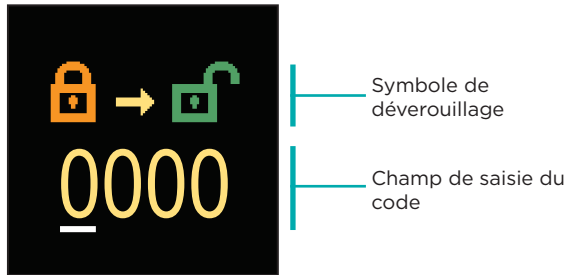 Symbole de
déverouillage
0000
Champ de saisie du
code